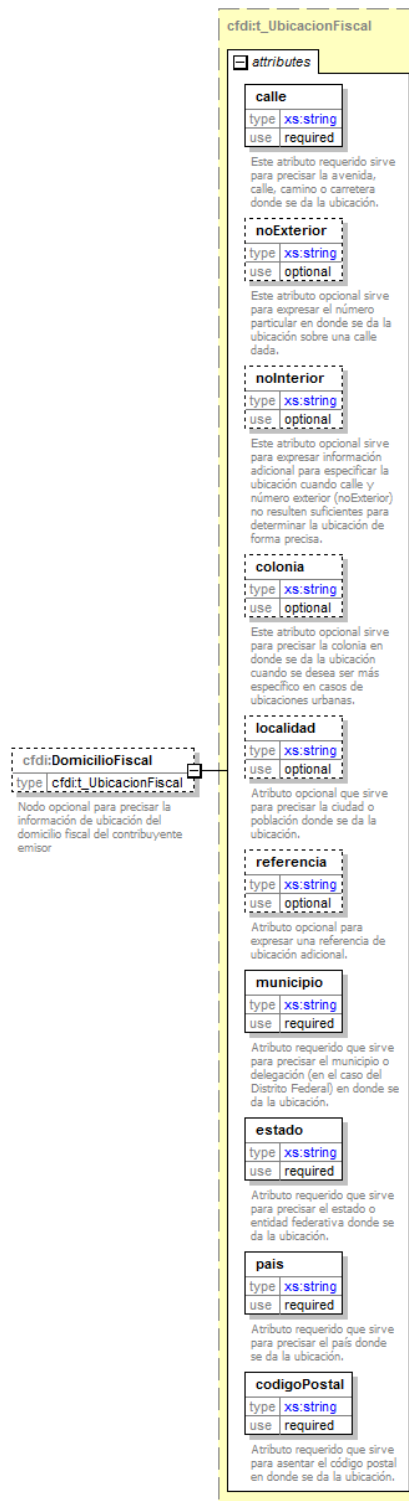 cfdi:t_UbicacionFiscal
attributes
calle
type xs:string
use required
Este atributo requerido sirve
para precisar la avenida,
calle, camino o carretera
donde se da la ubicación.
noExterior
type xs:string
use optional
Este atributo opcional sirve
para expresar el número
particular en donde se da la
ubicación sobre una calle
dada.
noInterior
type xs:string
use optional
Este atributo opcional sirve
para expresar información
adicional para especificar la
ubicación cuando calle y
número exterior (noExterior)
no resulten suficientes para
determinar la ubicación de
forma precisa.
colonia
type xs:string
use optional
Este atributo opcional sirve
para precisar la colonia en
donde se da la ubicación
cuando se desea ser más
específico en casos de
ubicaciones urbanas.
localidad
type xs:string
use optional
Atributo opcional que sirve
para precisar la ciudad o
población donde se da la
ubicación.
cfdi:DomicilioFiscal
type cfdi:t_UbicacionFiscal
Nodo opcional para precisar la
información de ubicación del
domicilio fiscal del contribuyente
emisor
referencia
type xs:string
use optional
Atributo opcional para
expresar una referencia de
ubicación adicional.
municipio
type xs:string
use required
Atributo requerido que sirve
para precisar el municipio o
delegación (en el caso del
Distrito Federal) en donde se
da la ubicación.
estado
type xs:string
use required
Atributo requerido que sirve
para precisar el estado o
entidad federativa donde se
da la ubicación.
pais
type xs:string
use required
Atributo requerido que sirve
para precisar el país donde
se da la ubicación.
codigoPostal
type xs:string
use required
Atributo requerido que sirve
para asentar el código postal
en donde se da la ubicación.